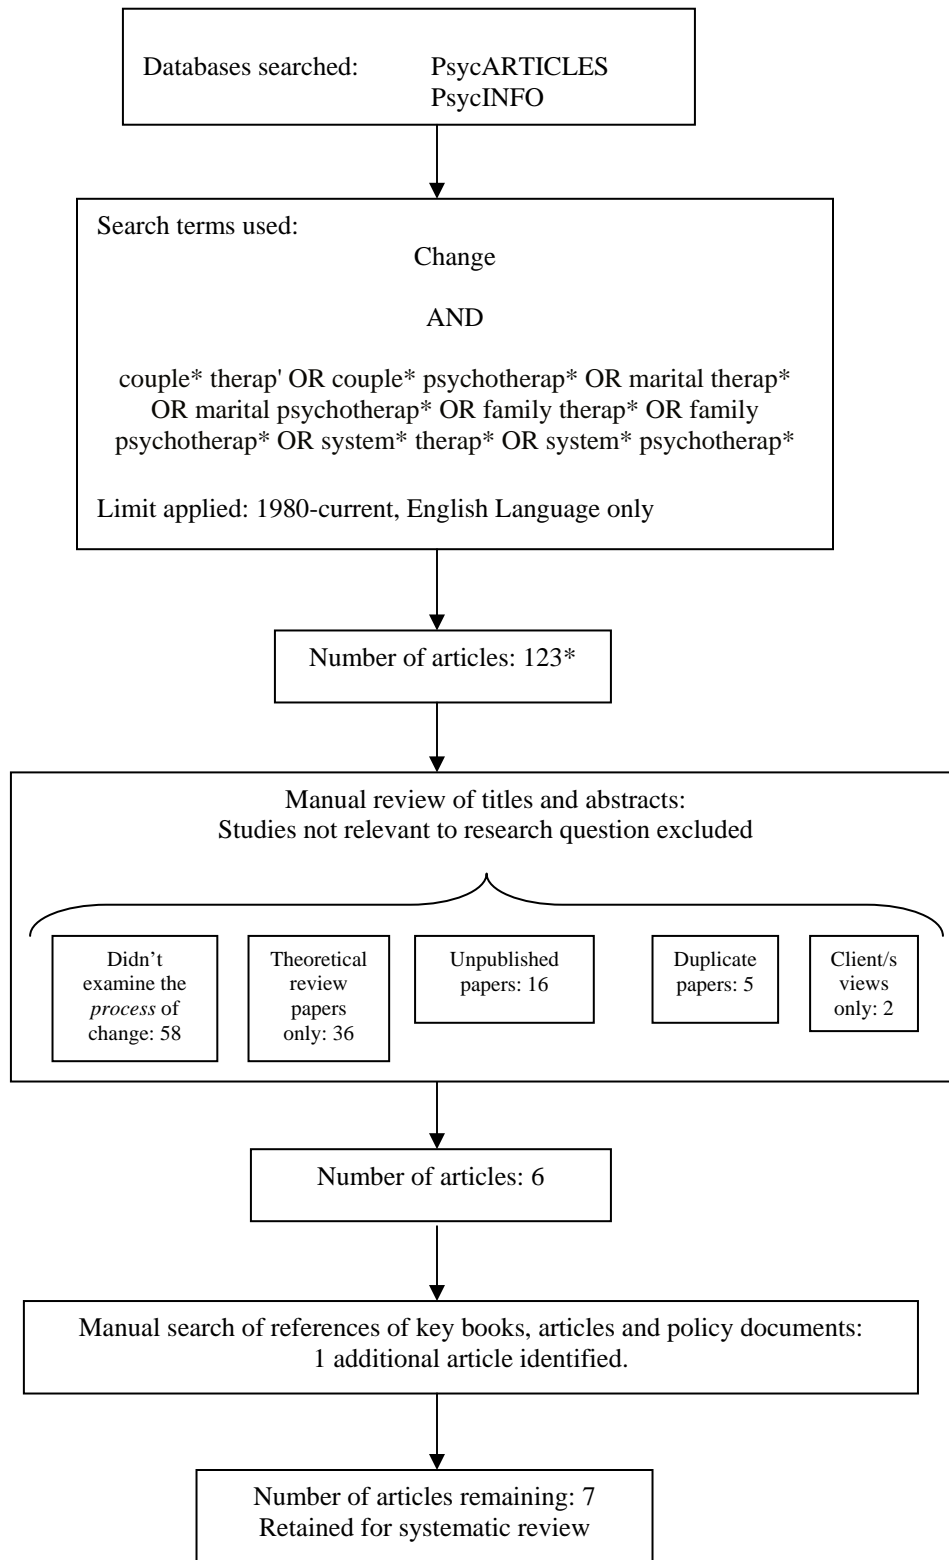 Databases searched: PsycARTICLES
PsycINFO
Search terms used:
Change
AND
couple* therap' OR couple* psychotherap* OR marital therap*
OR marital psychotherap* OR family therap* OR family
psychotherap* OR system* therap* OR system* psychotherap*
Limit applied: 1980-current, English Language only
Number of articles: 123*
Manual review of titles and abstracts:
Studies not relevant to research question excluded
Didn’t
examine the
process of
change: 58
Theoretical
review
papers
only: 36
Unpublished
papers: 16
Duplicate
papers: 5
Client/s
views
only: 2
Number of articles: 6
Manual search of references of key books, articles and policy documents:
1 additional article identified.
Number of articles remaining: 7
Retained for systematic review